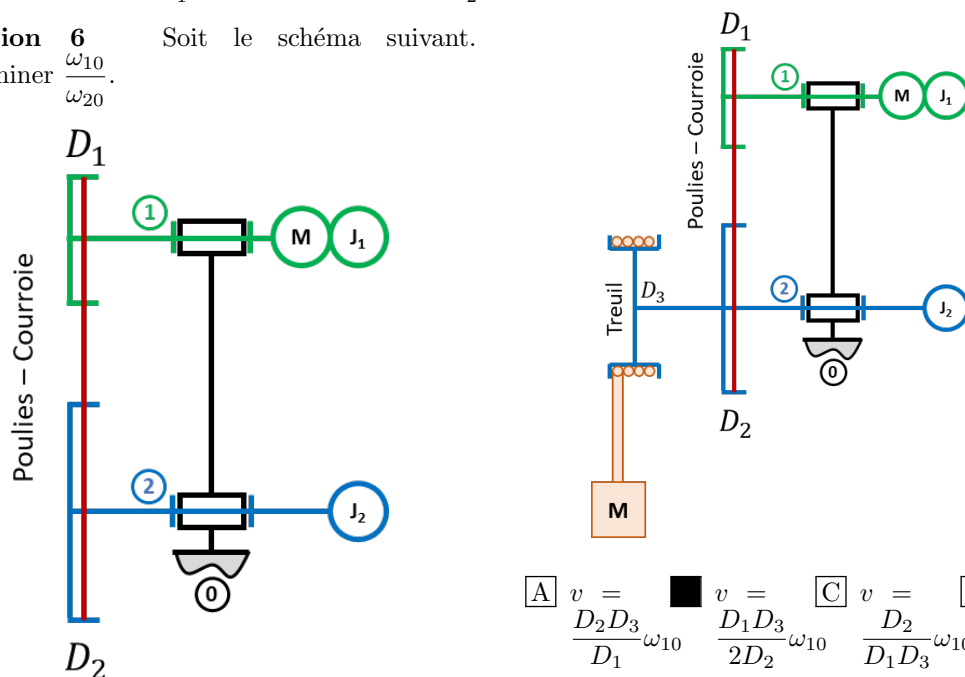 ion 6 Soit le schéma suivant.
iner ω10/ω20.
D1
1
M J1
Poulies – Courroie
2
J2
0
D2
D1
1
M J1
Poulies – Courroie
D3
2
J2
Treuil
0
D2
M
A v = D2D3/D1 ω10
v = D1D3/2D2 ω10
C v = D2/D1D3 ω10